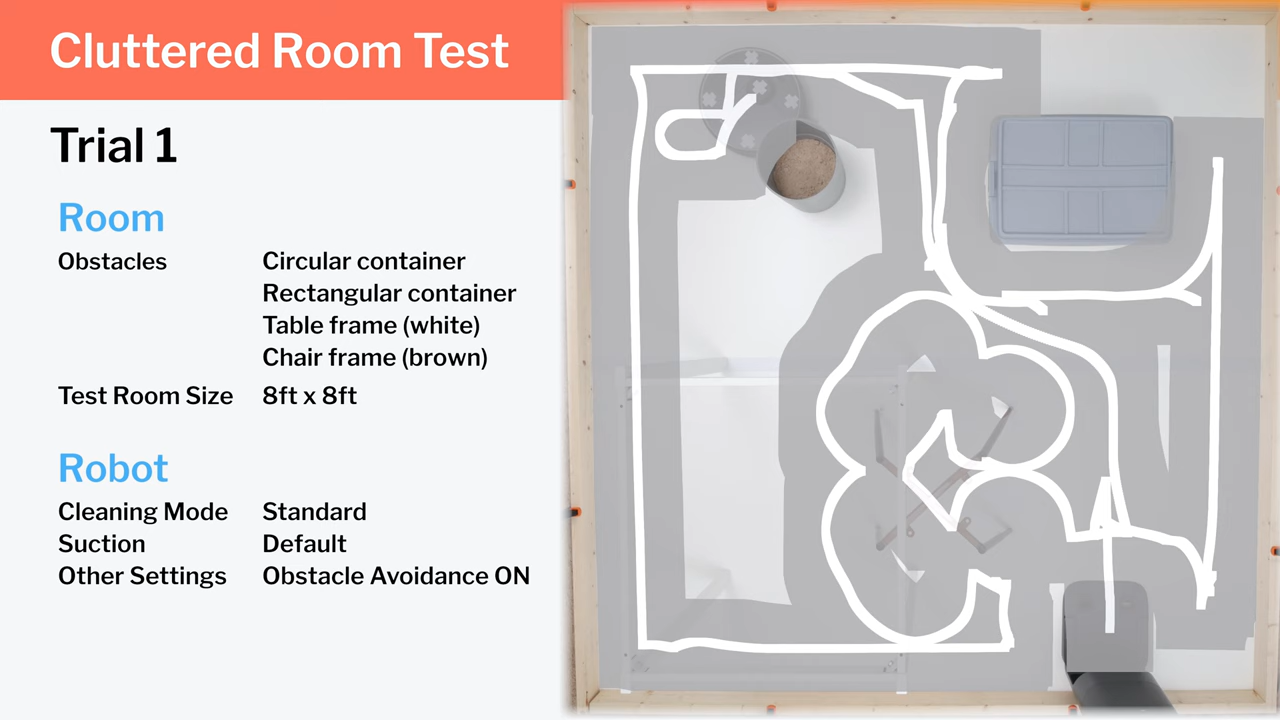 Cluttered Room Test
Trial 1
Room
Obstacles Circular container
Rectangular container
Table frame (white)
Chair frame (brown)
Test Room Size 8ft x 8ft
Robot
Cleaning Mode Standard
Suction Default
Other Settings Obstacle Avoidance ON